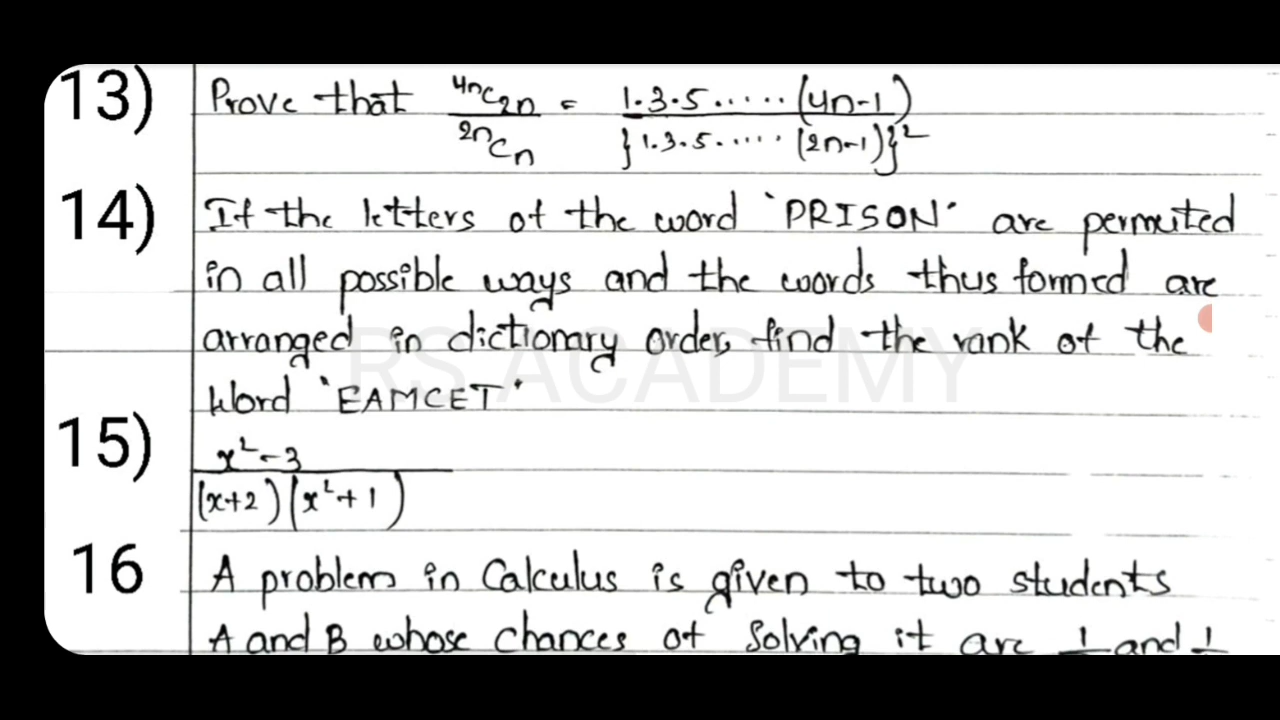 13) Prove that ⁴ⁿC₂ₙ / ²ⁿCₙ = 1.3.5......(4n-1) / {1.3.5...... (2n-1)}²
14) If the letters of the word 'PRISON' are permuted
in all possible ways and the words thus formed are
arranged in dictionary order, find the rank of the
Word 'EAMCET'
RS ACADEMY
15) x²-3
(x+2)(x²+1)
16 A problem in Calculus is given to two students
A and B whose chances of Solving it are and